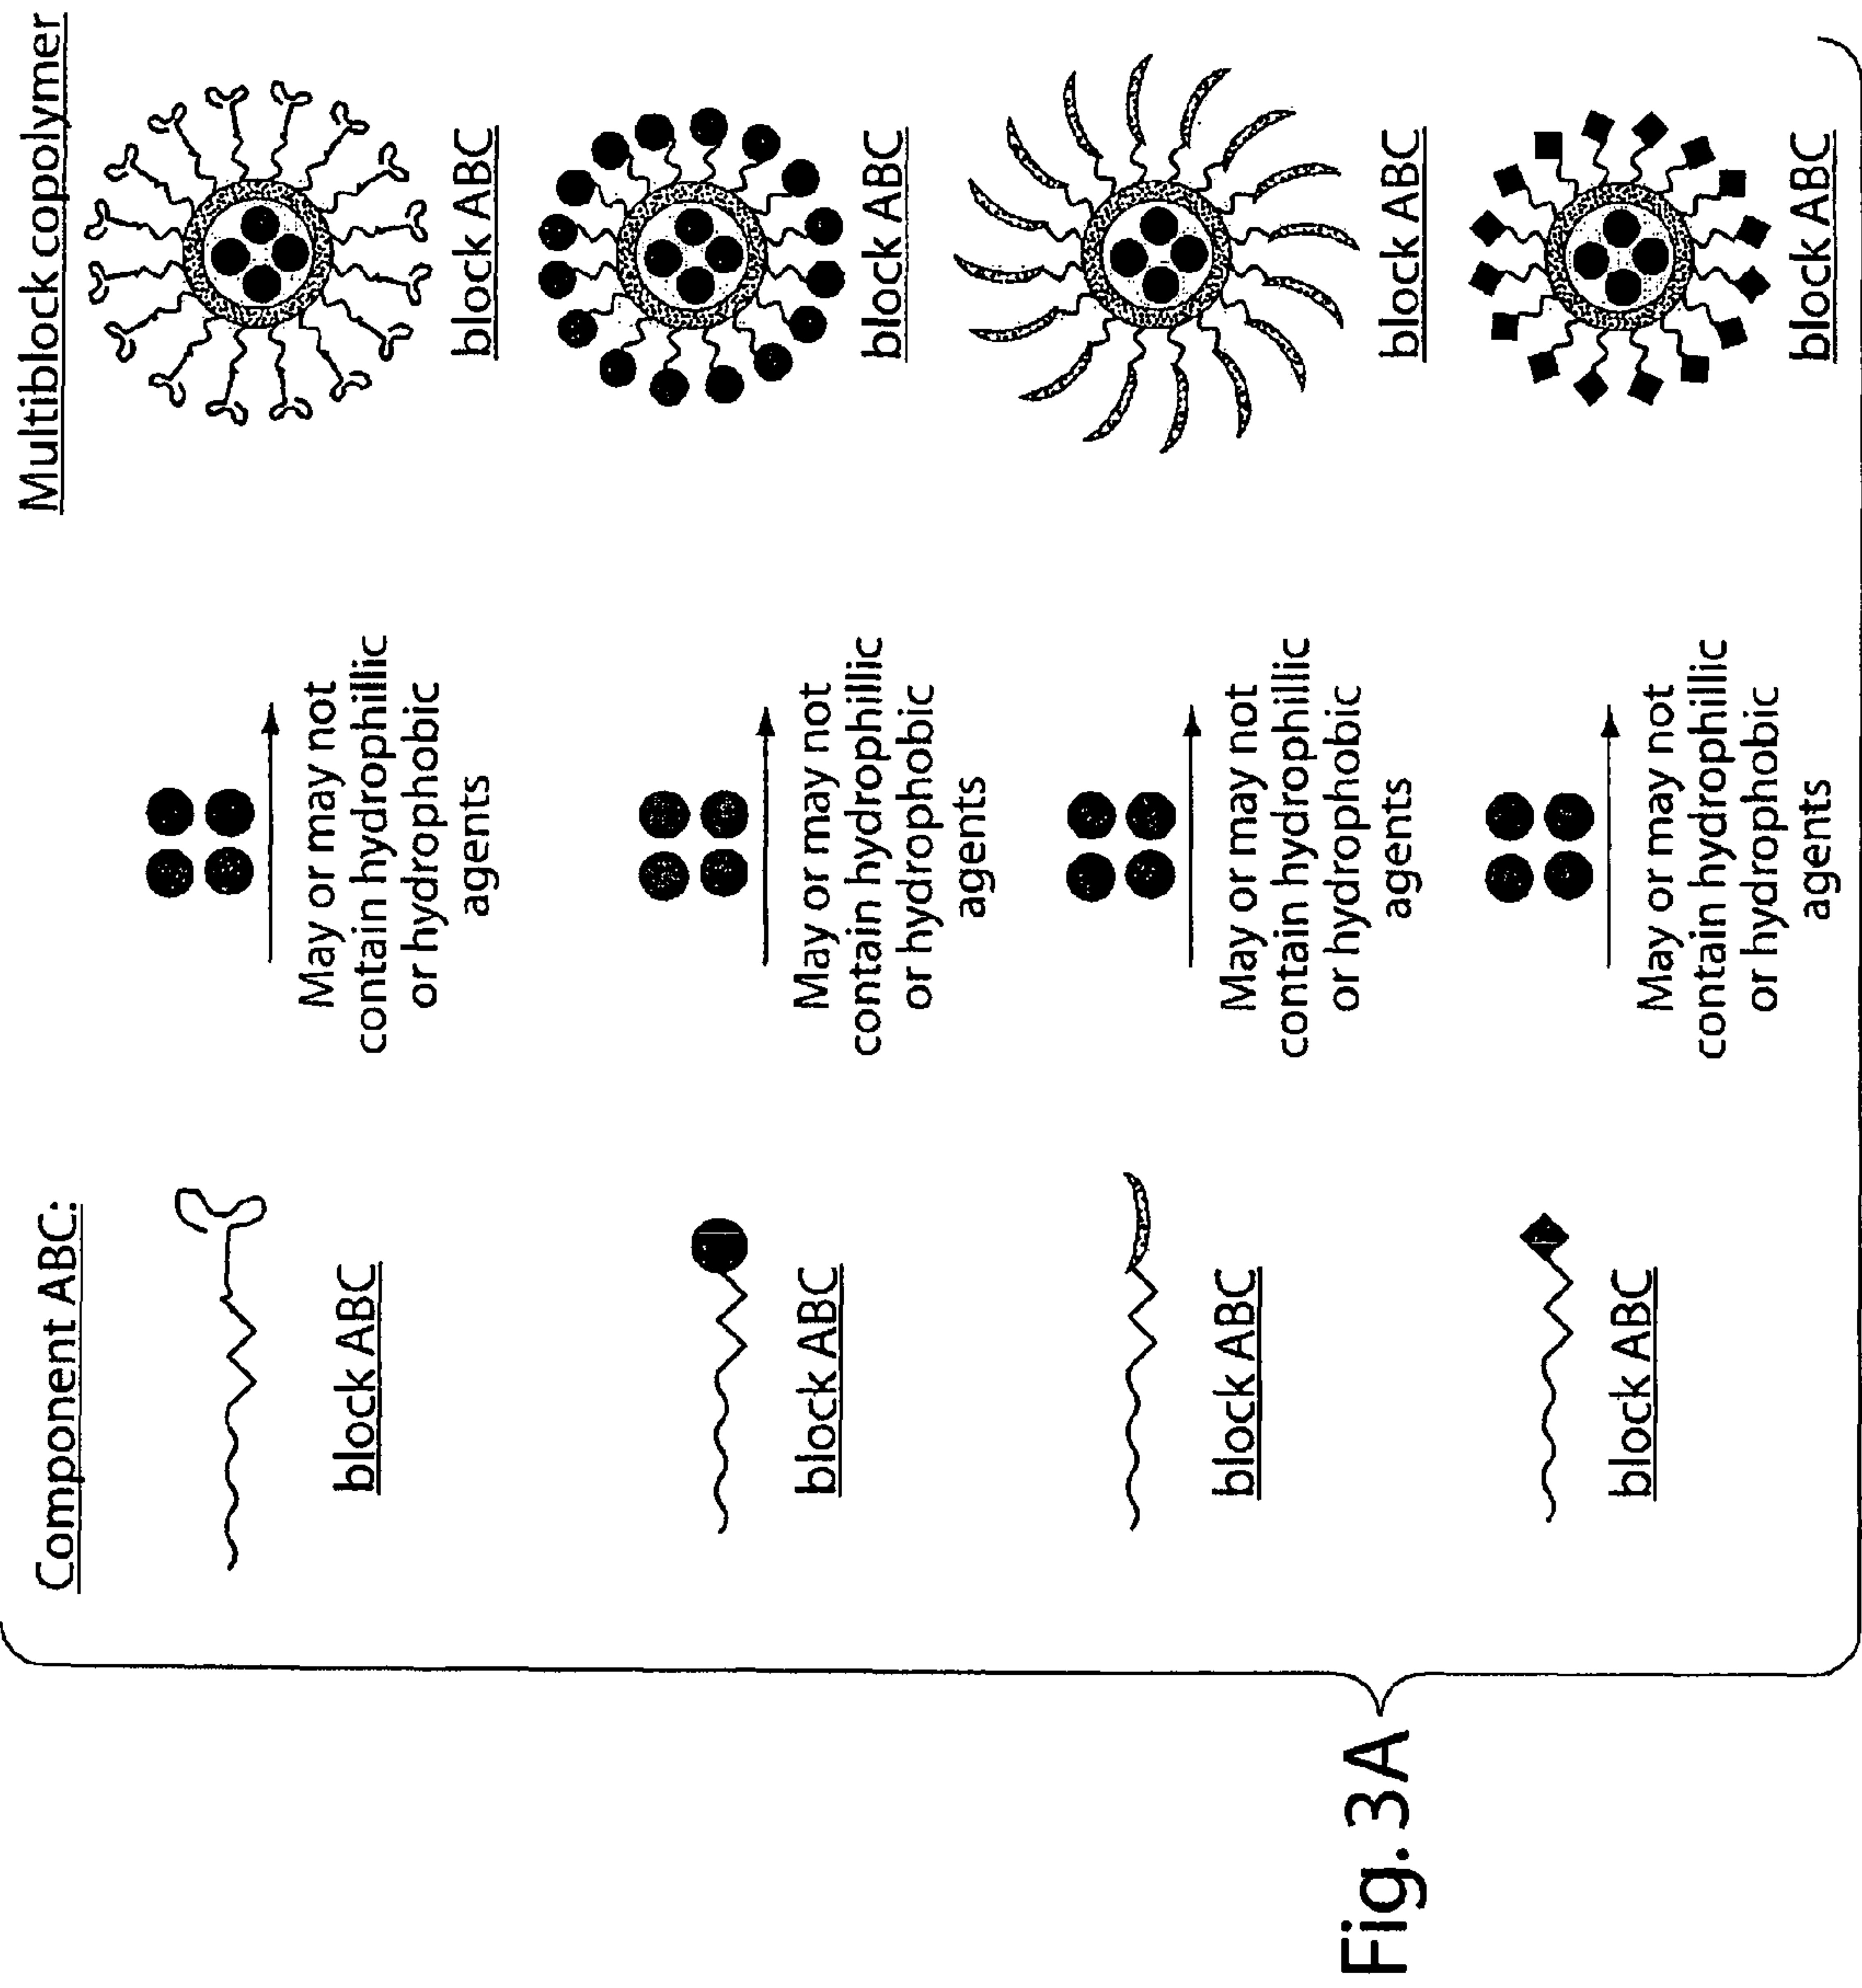 Component ABC:
Multiblock copolymer
block ABC
May or may not
contain hydrophillic
or hydrophobic
agents
block ABC
block ABC
May or may not
contain hydrophillic
or hydrophobic
agents
block ABC
block ABC
May or may not
contain hydrophillic
or hydrophobic
agents
block ABC
block ABC
May or may not
contain hydrophillic
or hydrophobic
agents
block ABC
Fig. 3A